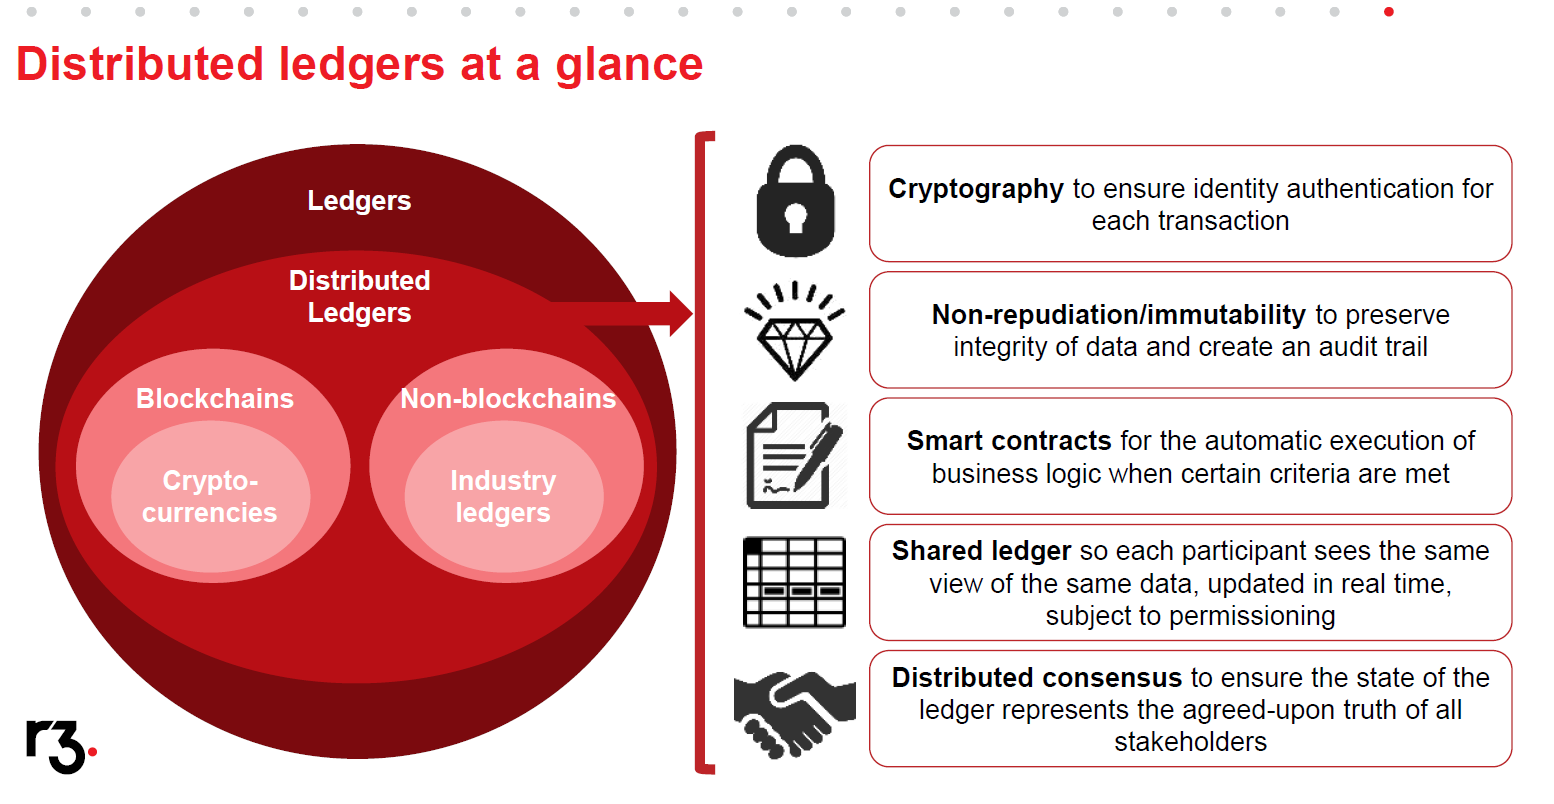 Distributed ledgers at a glance
Ledgers
Distributed
Ledgers
Blockchains
Crypto-
currencies
Non-blockchains
Industry
ledgers
Cryptography to ensure identity authentication for
each transaction
Non-repudiation/immutability to preserve
integrity of data and create an audit trail
Smart contracts for the automatic execution of
business logic when certain criteria are met
Shared ledger so each participant sees the same
view of the same data, updated in real time,
subject to permissioning
Distributed consensus to ensure the state of the
ledger represents the agreed-upon truth of all
stakeholders
r3.